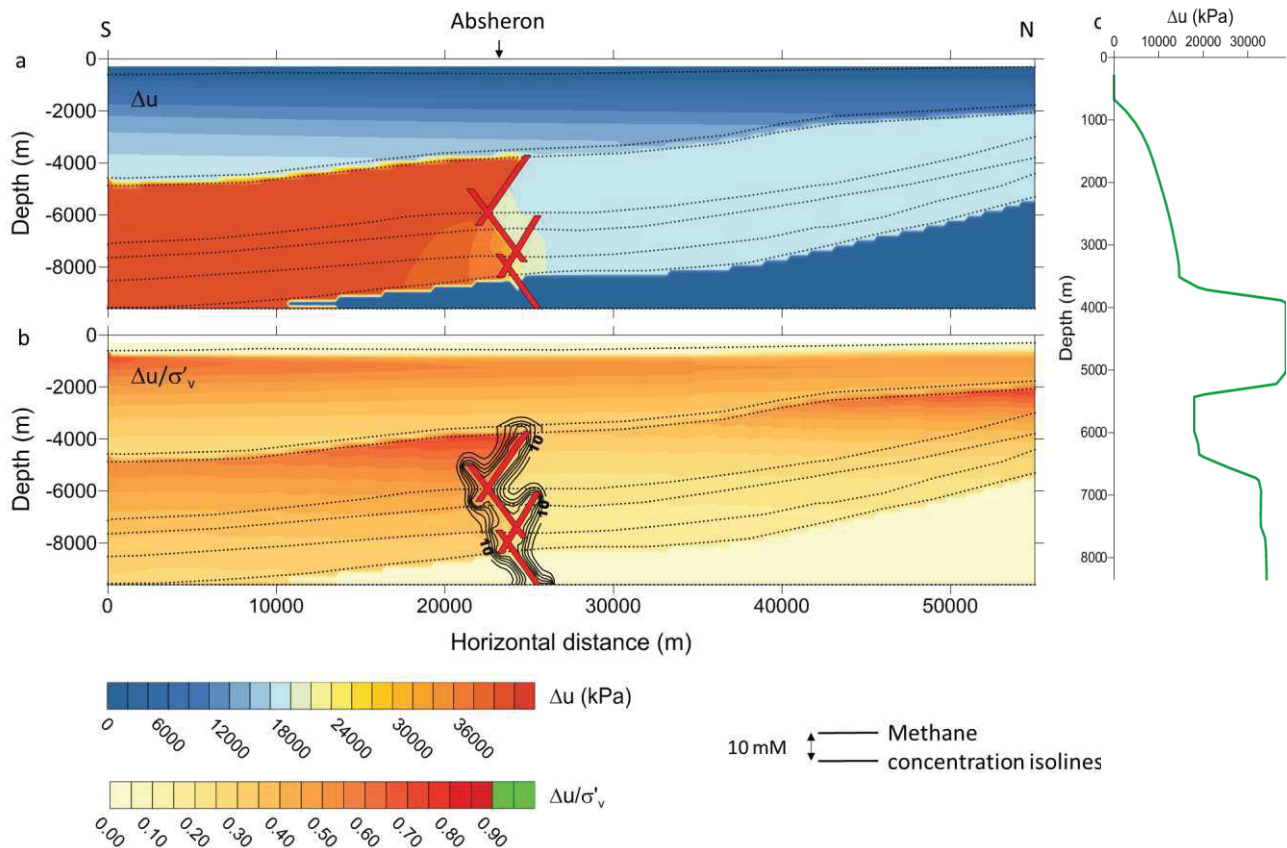 S
Absheron
N
a
Δu
0
-2000
-4000
-6000
-8000
Depth (m)
b
Δu/σ'v
0
-2000
-4000
-6000
-8000
Depth (m)
10
10
10
0
10000
20000
30000
40000
50000
Horizontal distance (m)
Δu (kPa)
0
6000
12000
18000
24000
30000
36000
Δu/σ'v
0.00
0.10
0.20
0.30
0.40
0.50
0.60
0.70
0.80
0.90
10 mM
Methane
concentration isolines
c
Δu (kPa)
0
10000
20000
30000
0
1000
2000
3000
4000
5000
6000
7000
8000
Depth (m)